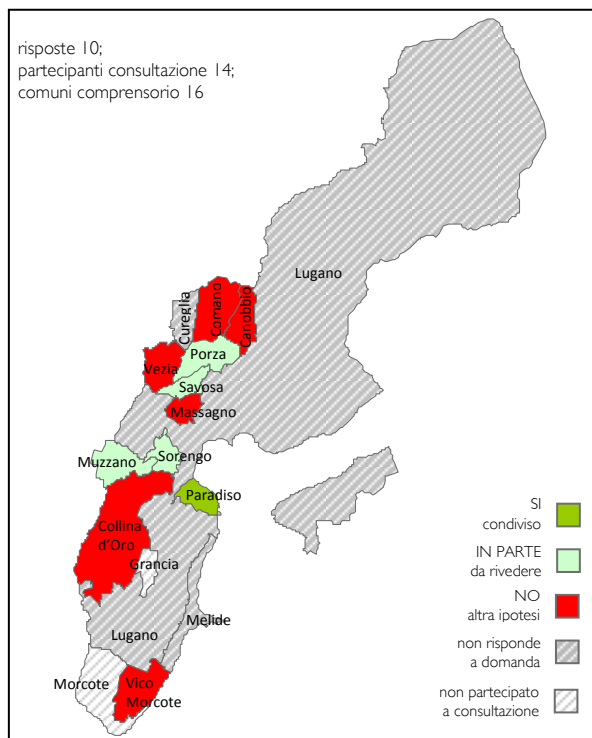 risposte 10;
partecipanti consultazione 14;
comuni comprensorio 16
Lugano
Cureglia
Comano
Canobbio
Porza
Vezia
Savosa
Massagno
Muzzano
Sorengo
Paradiso
Collina
d'Oro
Grancia
Melide
Lugano
Morcote
Vico
Morcote
SI
condiviso
IN PARTE
da rivedere
NO
altra ipotesi
non risponde
a domanda
non partecipato
a consultazione